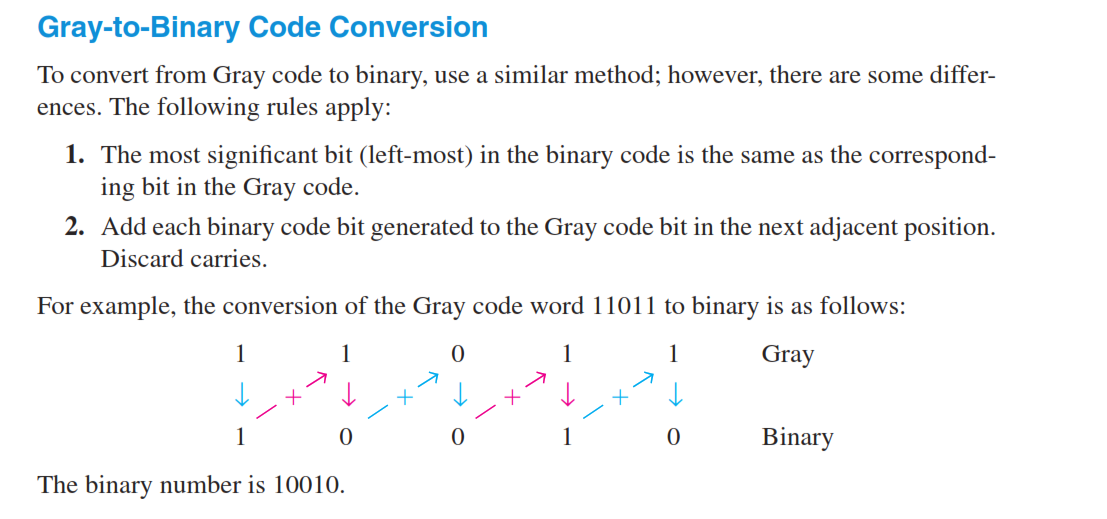 Gray-to-Binary Code Conversion
To convert from Gray code to binary, use a similar method; however, there are some differ-
ences. The following rules apply:
1. The most significant bit (left-most) in the binary code is the same as the correspond-
ing bit in the Gray code.
2. Add each binary code bit generated to the Gray code bit in the next adjacent position.
Discard carries.
For example, the conversion of the Gray code word 11011 to binary is as follows:
1 1 0 1 1 Gray
+ + + +
1 0 0 1 0 Binary
The binary number is 10010.